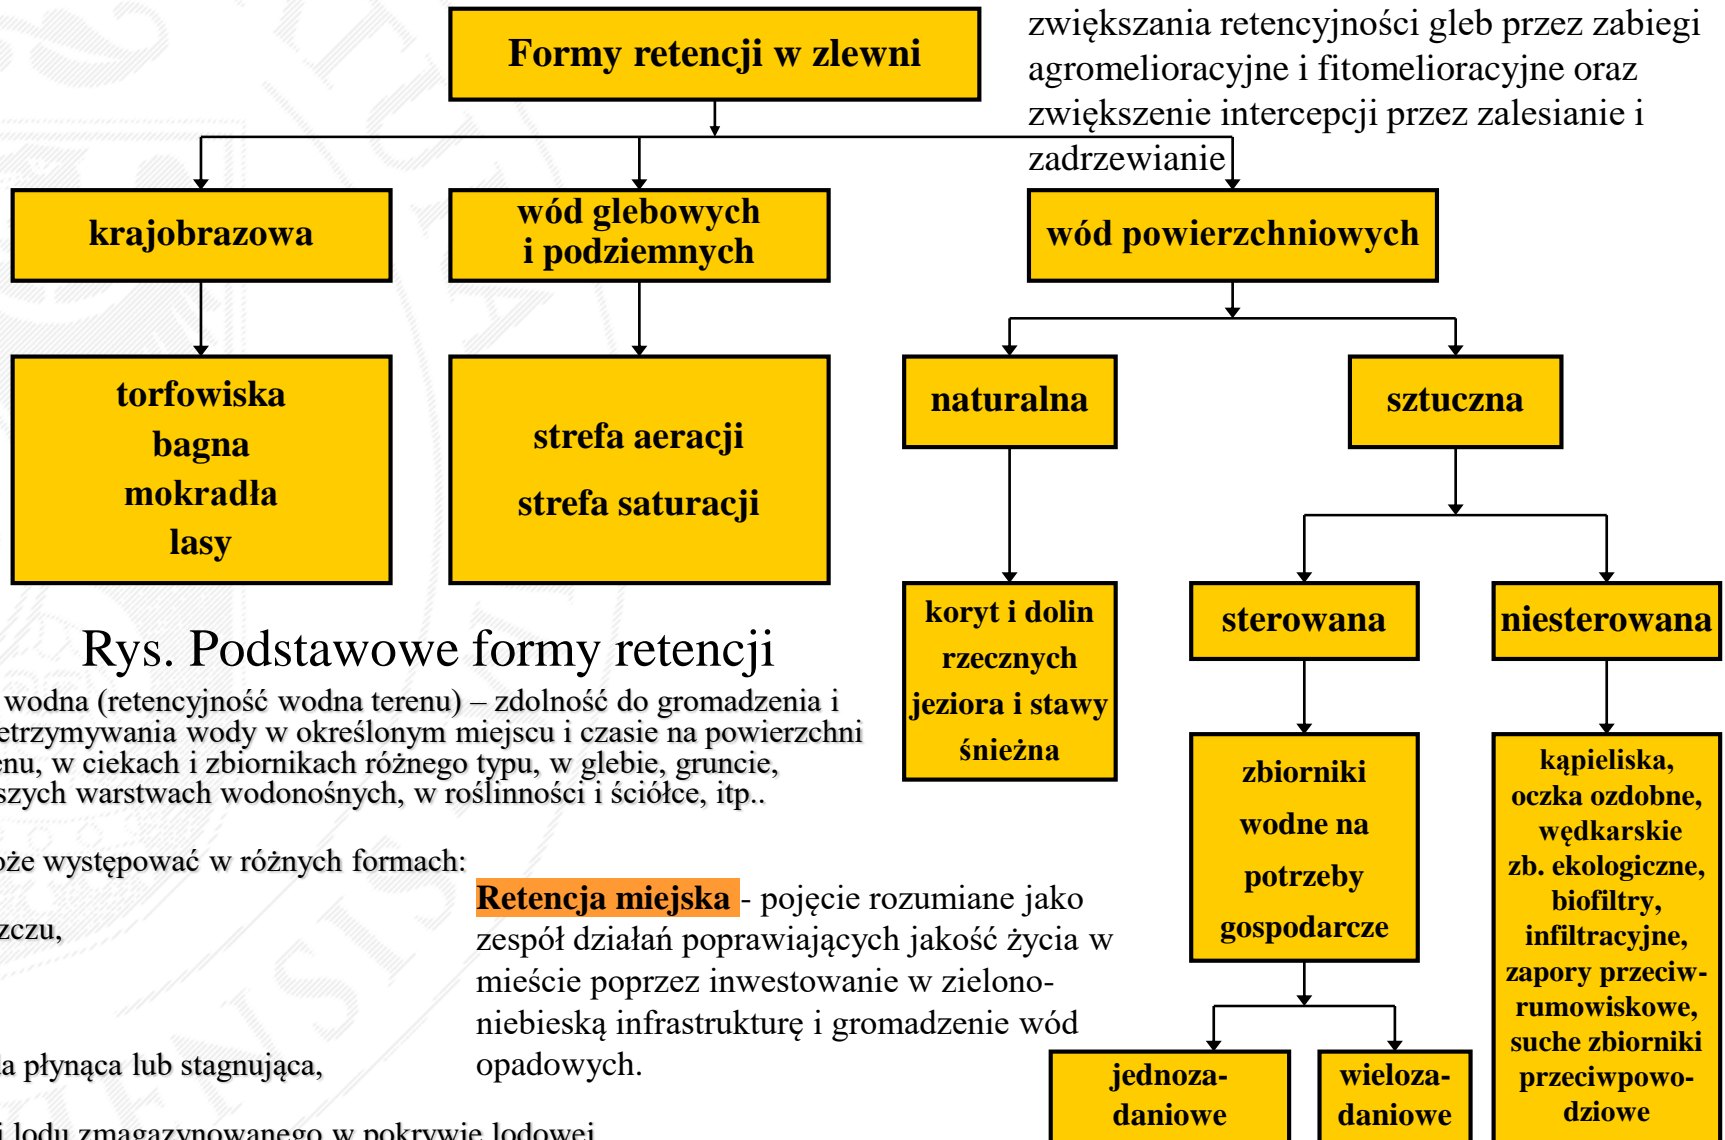 zwiększania retencyjności gleb przez zabiegi
agromelioracyjne i fitomelioracyjne oraz
zwiększenie intercepcji przez zalesianie i
zadrzewianie
Formy retencji w zlewni
krajobrazowa
wód glebowych
i podziemnych
wód powierzchniowych
torfowiska
bagna
mokradła
lasy
strefa aeracji
strefa saturacji
naturalna
sztuczna
koryt i dolin
rzecznych
jeziora i stawy
śnieżna
sterowana
niesterowana
zbiorniki
wodne na
potrzeby
gospodarcze
kąpieliska,
oczka ozdobne,
wędkarskie
zb. ekologiczne,
biofiltry,
infiltracyjne,
zapory przeciw-
rumowiskowe,
suche zbiorniki
przeciwpowo-
dziowe
jednoza-
daniowe
wieloza-
daniowe
Rys. Podstawowe formy retencji
wodna (retencyjność wodna terenu) – zdolność do gromadzenia i
etrzymywania wody w określonym miejscu i czasie na powierzchni
enu, w ciekach i zbiornikach różnego typu, w glebie, gruncie,
szych warstwach wodonośnych, w roślinności i ściółce, itp..
oże występować w różnych formach:
zczu,
a płynąca lub stagnująca,
i lodu zmagazynowanego w pokrywie lodowej
Retencja miejska - pojęcie rozumiane jako
zespół działań poprawiających jakość życia w
mieście poprzez inwestowanie w zielono-
niebieską infrastrukturę i gromadzenie wód
opadowych.